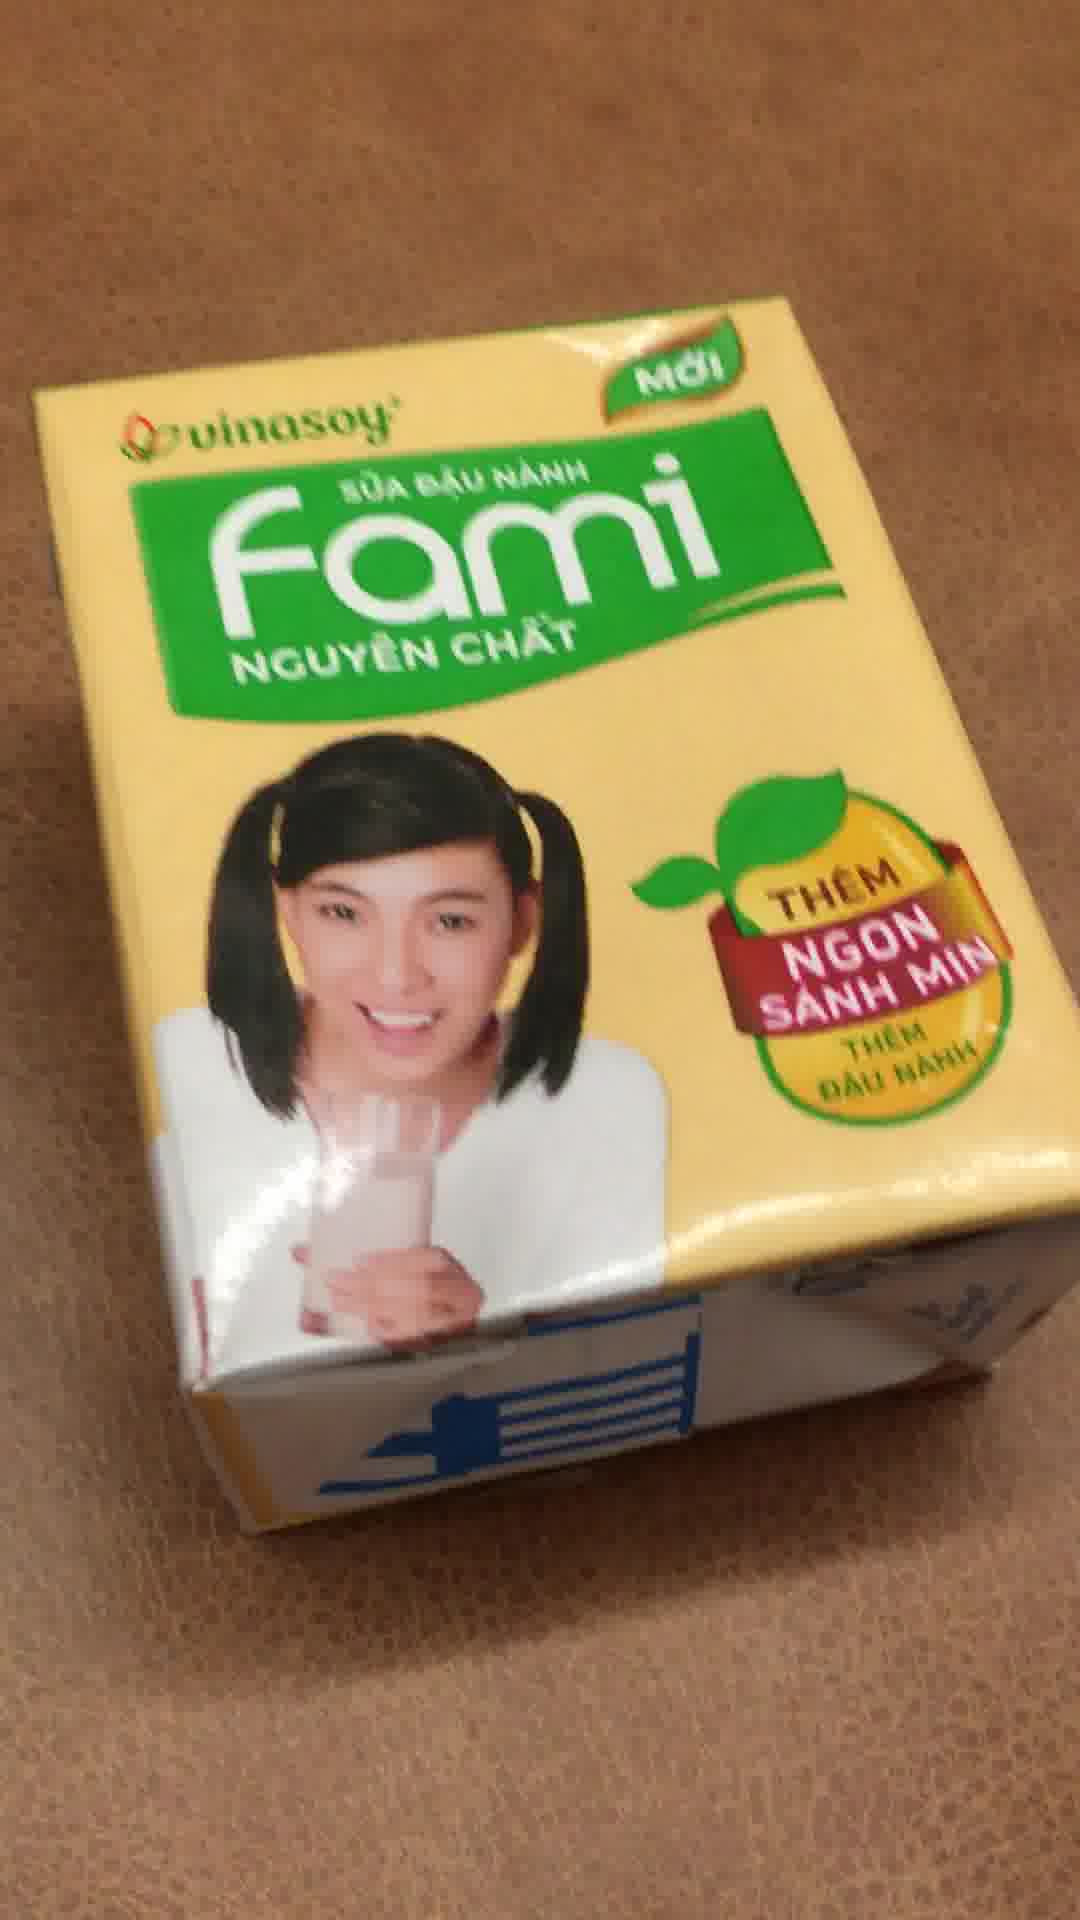 vinasoy
MỚI
SỮA ĐẬU NÀNH
fami
NGUYÊN CHẤT
THÊM
NGON
SÁNH MỊN
THÊM
ĐẬU NÀNH